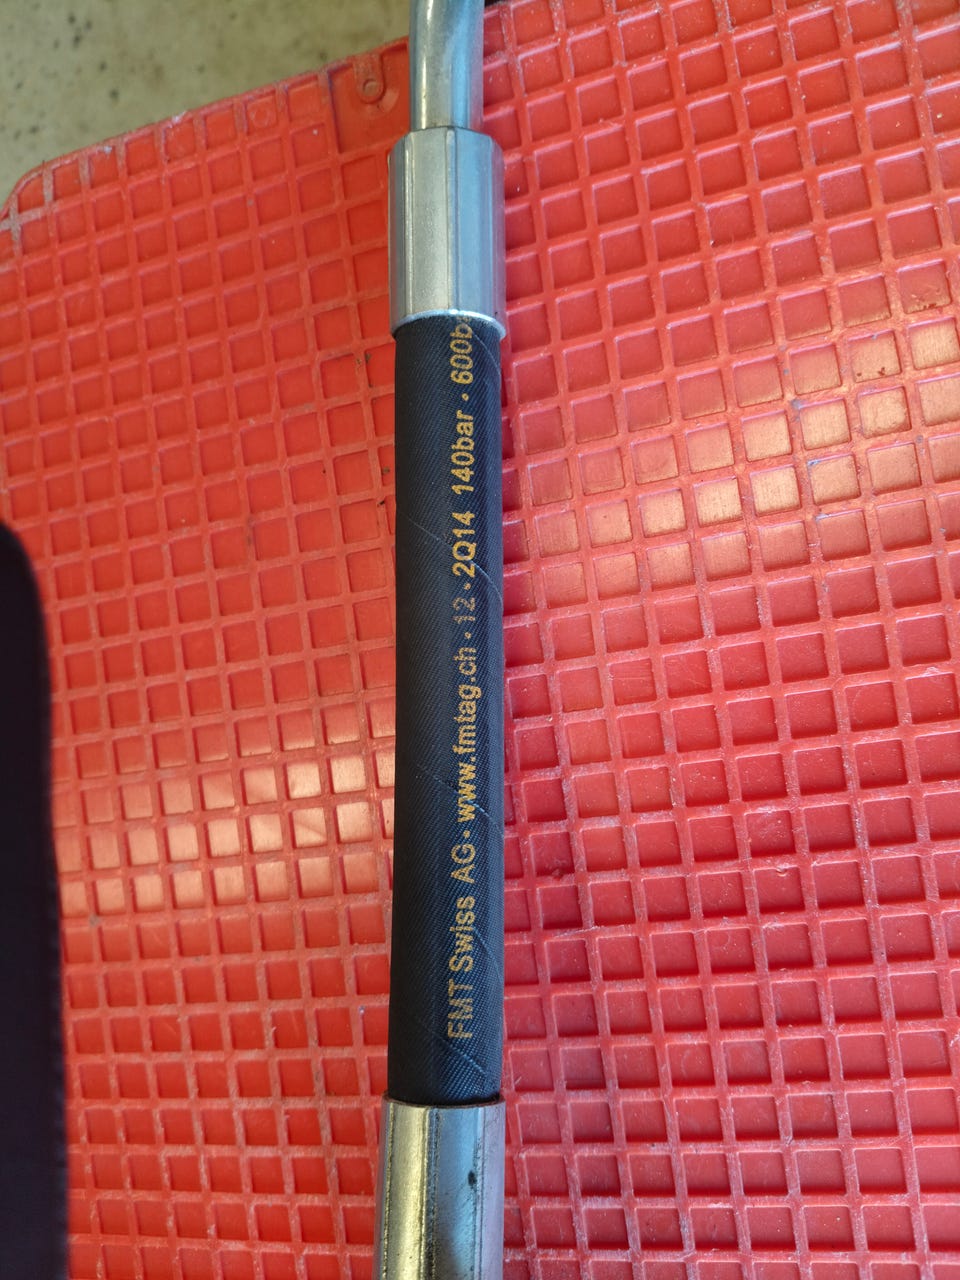 FMT Swiss AG • www.fmtag.ch • 12 • 2Q14 140bar • 600b